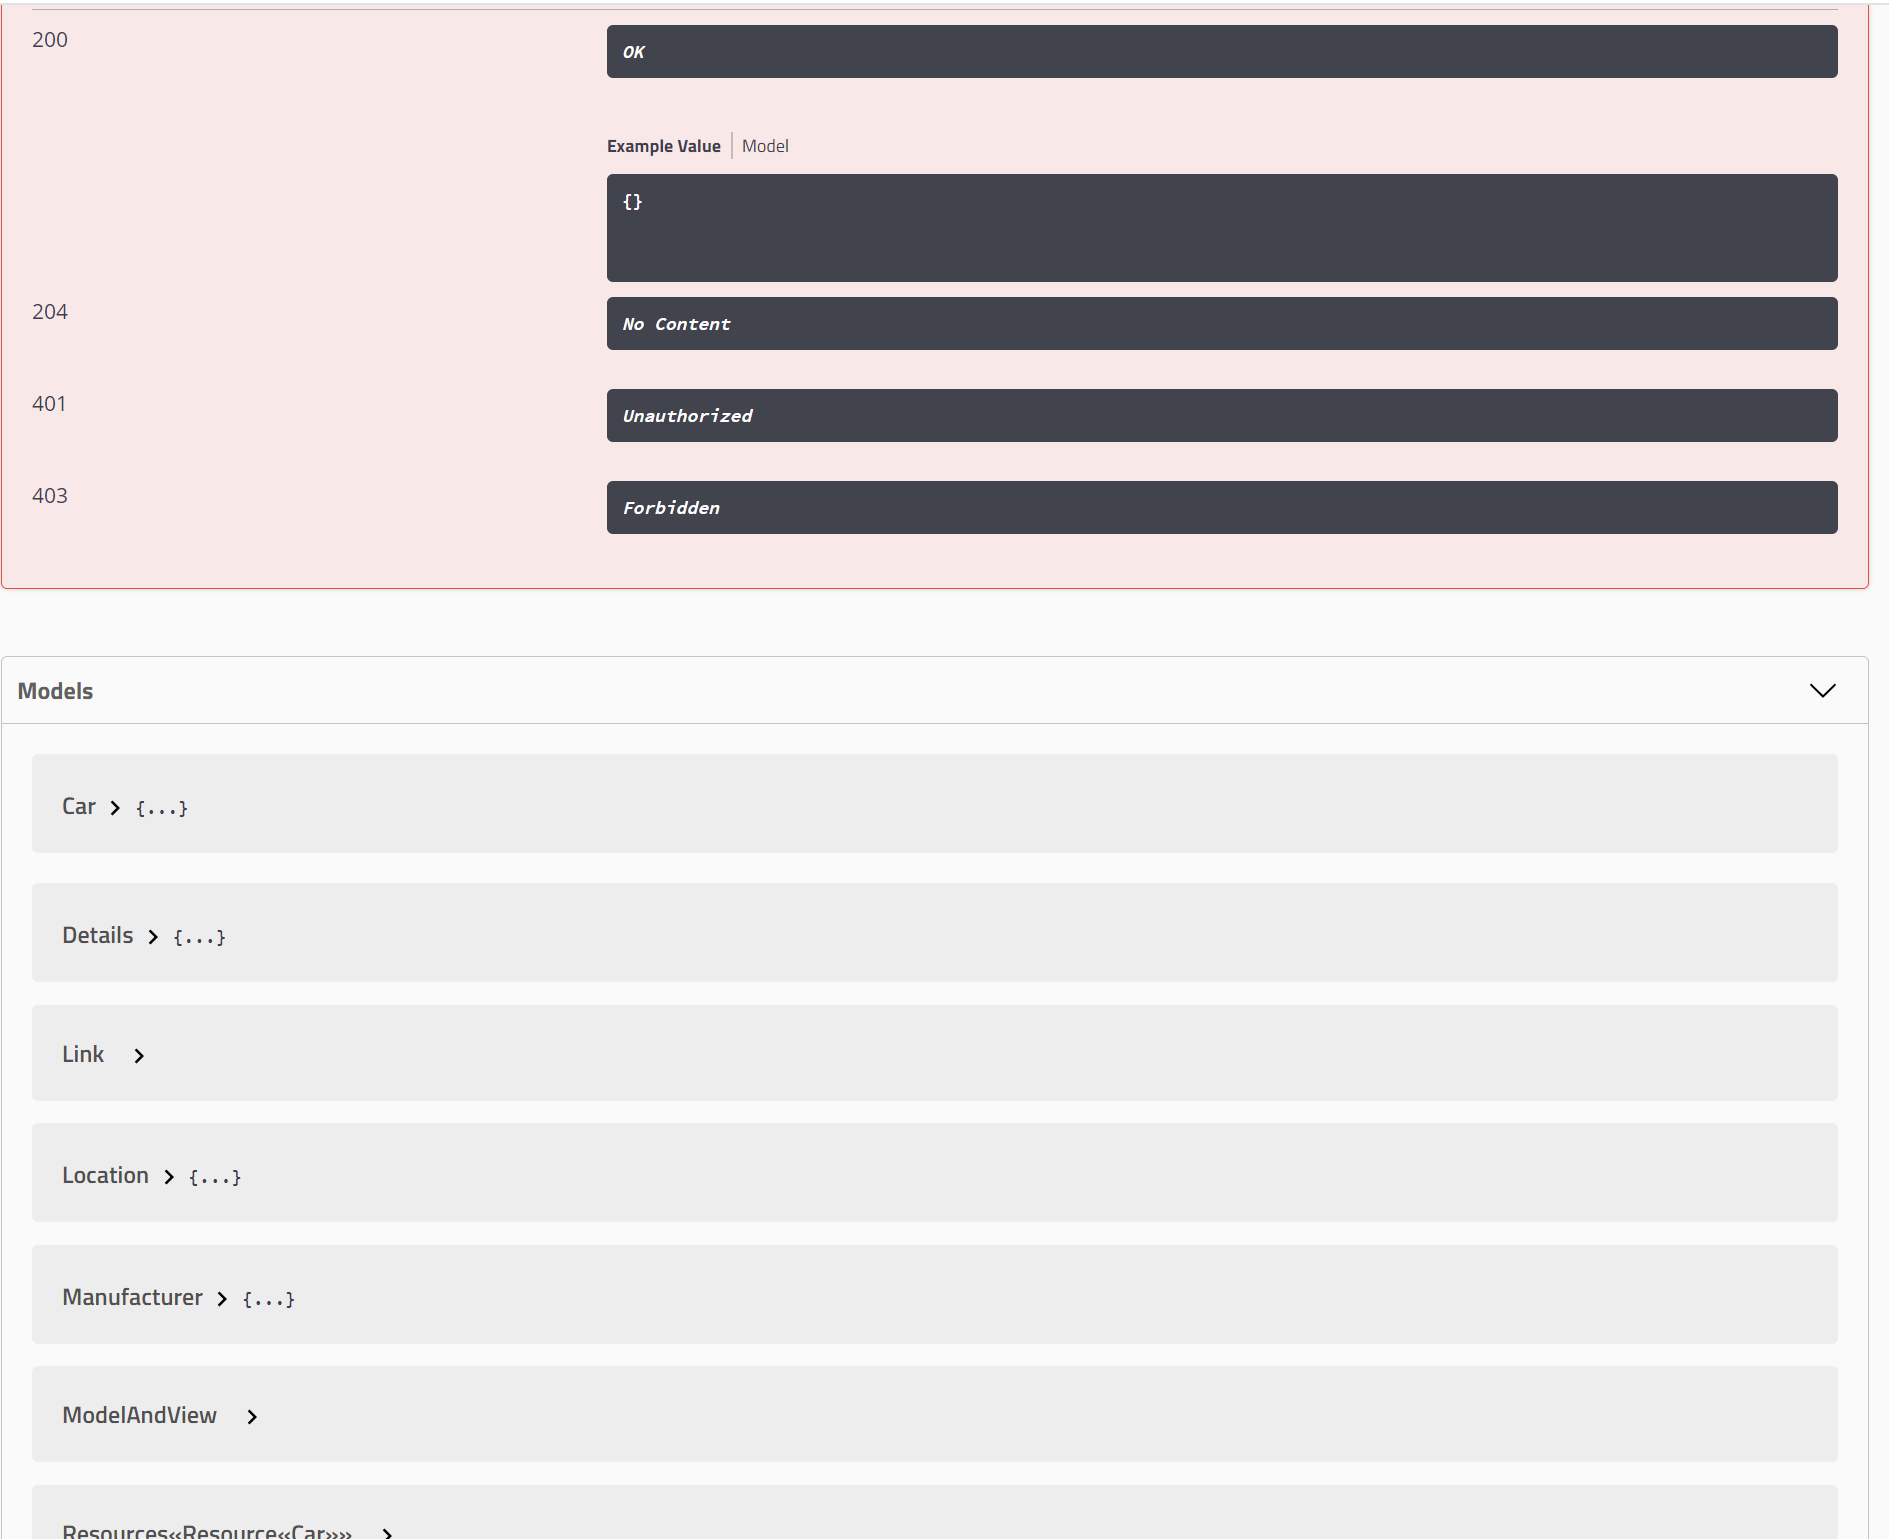 200
OK
Example Value | Model
{}
204
No Content
401
Unauthorized
403
Forbidden
Models
Car > {...}
Details > {...}
Link >
Location > {...}
Manufacturer > {...}
ModelAndView >
Resources«Resource«Car»» >